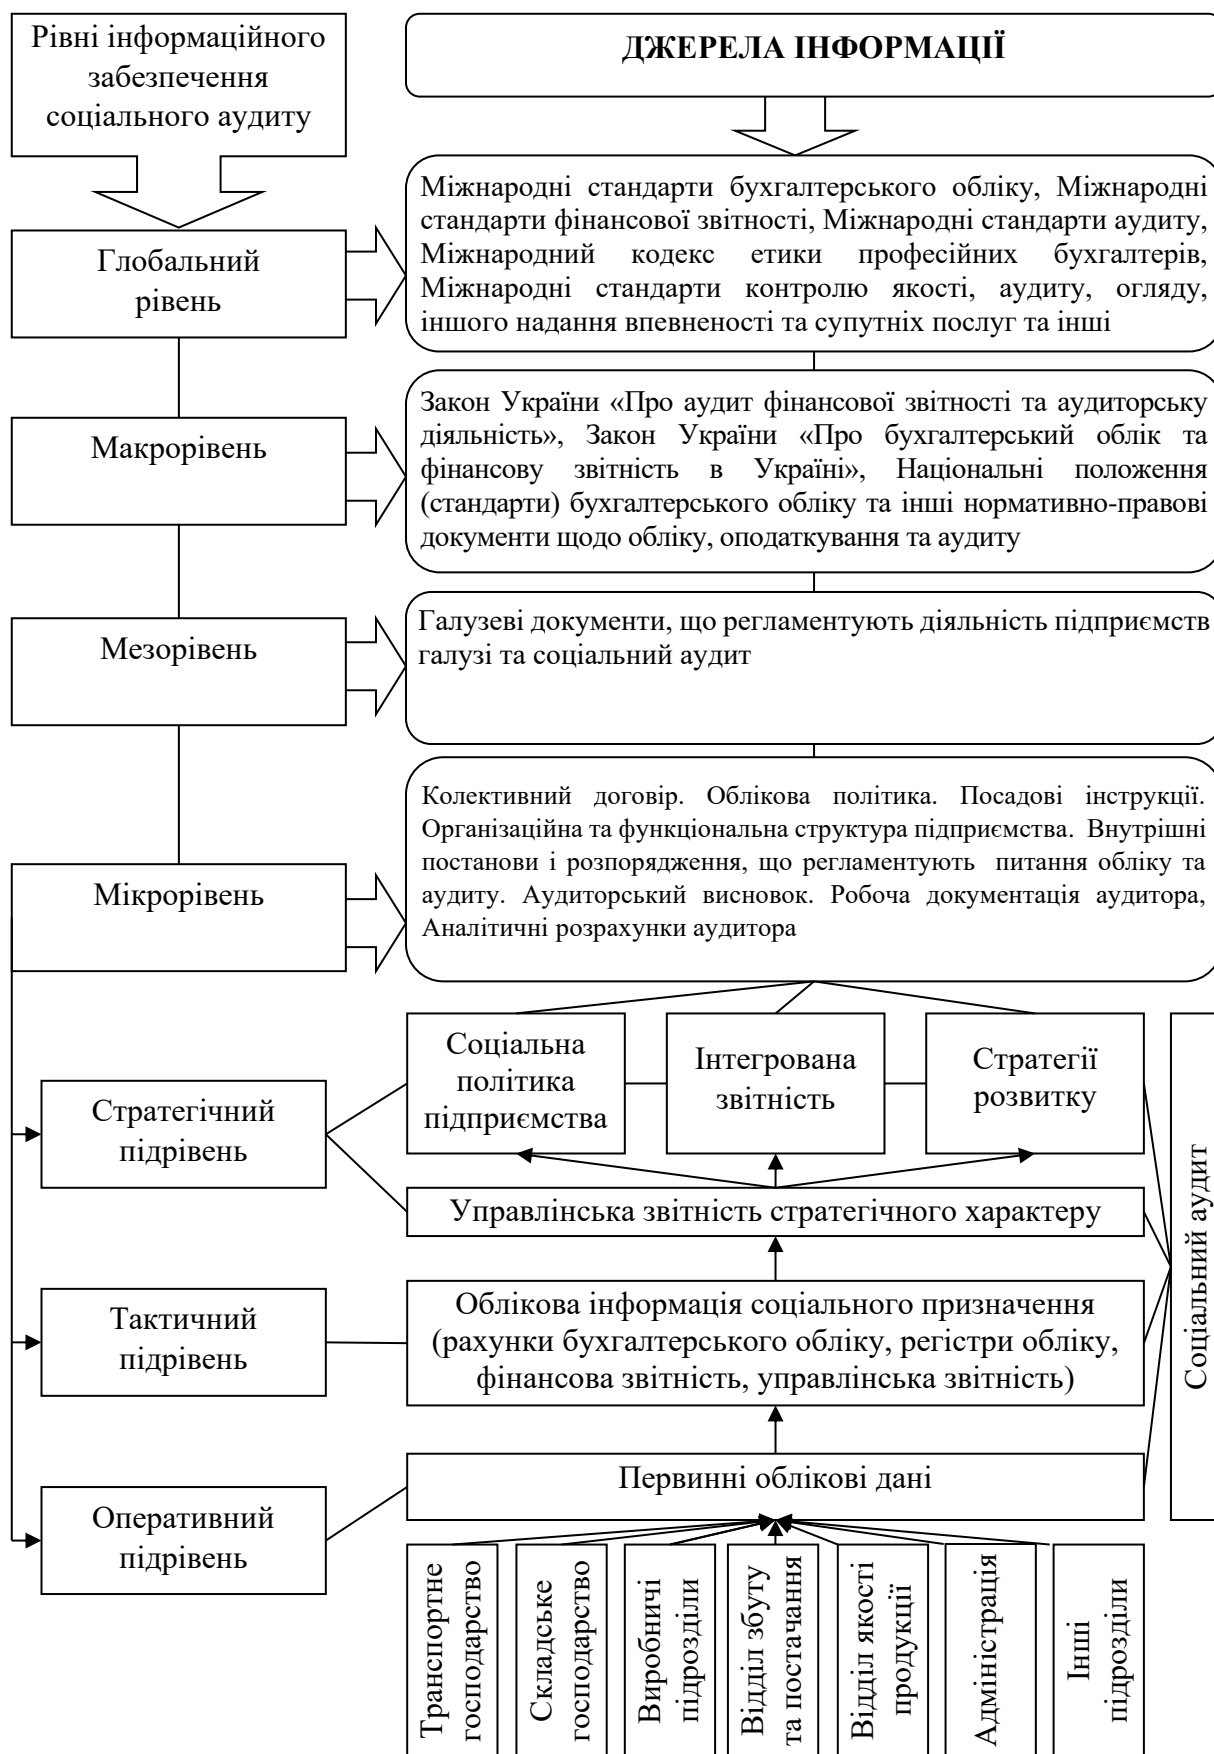 Рівні інформаційного
забезпечення
соціального аудиту
ДЖЕРЕЛА ІНФОРМАЦІЇ
Глобальний
рівень
Міжнародні стандарти бухгалтерського обліку, Міжнародні
стандарти фінансової звітності, Міжнародні стандарти аудиту,
Міжнародний кодекс етики професійних бухгалтерів,
Міжнародні стандарти контролю якості, аудиту, огляду,
іншого надання впевненості та супутніх послуг та інші
Макрорівень
Закон України «Про аудит фінансової звітності та аудиторську
діяльність», Закон України «Про бухгалтерський облік та
фінансову звітність в Україні», Національні положення
(стандарти) бухгалтерського обліку та інші нормативно-правові
документи щодо обліку, оподаткування та аудиту
Мезорівень
Галузеві документи, що регламентують діяльність підприємств
галузі та соціальний аудит
Мікрорівень
Колективний договір. Облікова політика. Посадові інструкції.
Організаційна та функціональна структура підприємства. Внутрішні
постанови і розпорядження, що регламентують питання обліку та
аудиту. Аудиторський висновок. Робоча документація аудитора,
Аналітичні розрахунки аудитора
Стратегічний
підрівень
Соціальна
політика
підприємства
Інтегрована
звітність
Стратегії
розвитку
Управлінська звітність стратегічного характеру
Тактичний
підрівень
Облікова інформація соціального призначення
(рахунки бухгалтерського обліку, регістри обліку,
фінансова звітність, управлінська звітність)
Соціальний аудит
Оперативний
підрівень
Первинні облікові дані
Транспортне
господарство
Складське
господарство
Виробничі
підрозділи
Відділ збуту
та постачання
Відділ якості
продукції
Адміністрація
Інші
підрозділи